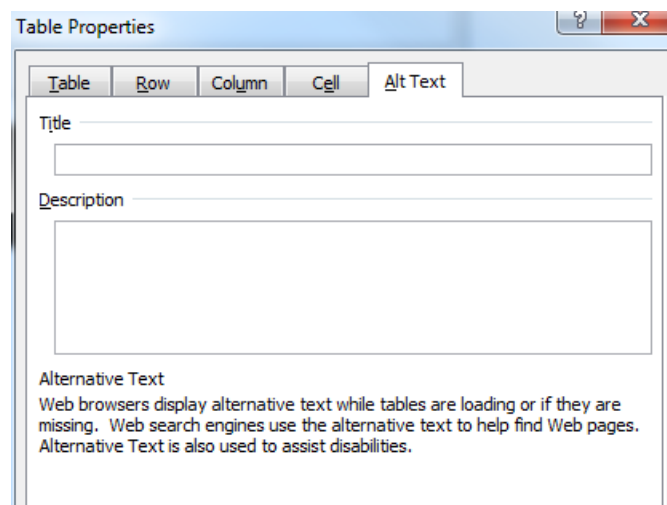 Table Properties
?
Table Row Column Cell Alt Text
Title
Description
Alternative Text
Web browsers display alternative text while tables are loading or if they are
missing. Web search engines use the alternative text to help find Web pages.
Alternative Text is also used to assist disabilities.